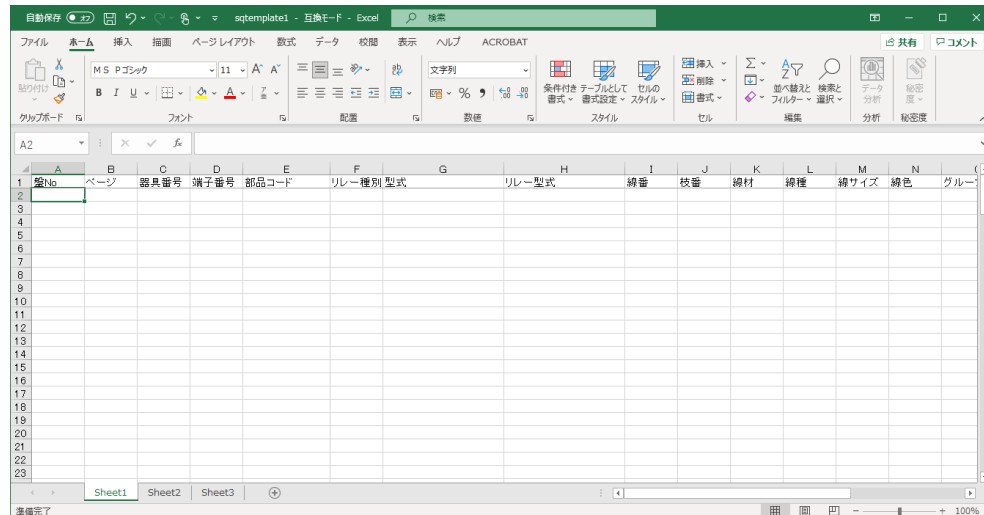 自動保存 オフ sqtemplate1 - 互換モード - Excel 検索
ファイル ホーム 挿入 描画 ページ レイアウト 数式 データ 校閲 表示 ヘルプ ACROBAT 共有 コメント
貼り付け
ＭＳ Ｐゴシック 11 A^ A˅
B I U A
ab
文字列
% 9
条件付き 書式
テーブルとして 書式設定
セルの スタイル
挿入
削除
書式
Σ
並べ替えと フィルター
検索と 選択
データ 分析
秘密 度
クリップボード フォント 配置 数値 スタイル セル 編集 分析 秘密度
A2 fx
A B C D E F G H I J K L M N
1 盤No ページ 器具番号 端子番号 部品コード リレー種別 型式 リレー型式 線番 枝番 線材 線種 線サイズ 線色
2
3
4
5
6
7
8
9
10
11
12
13
14
15
16
17
18
19
20
21
22
23
Sheet1 Sheet2 Sheet3
準備完了 100%